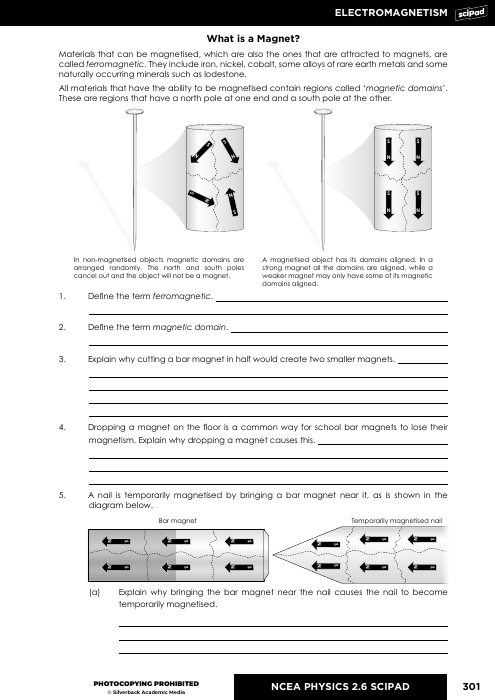 ELECTROMAGNETISM
scipad
What is a Magnet?
Materials that can be magnetised, which are also the ones that are attracted to magnets, are
called ferromagnetic. They include iron, nickel, cobalt, some alloys of rare earth metals and some
naturally occurring minerals such as lodestone.
All materials that have the ability to be magnetised contain regions called ‘magnetic domains’.
These are regions that have a north pole at one end and a south pole at the other.
In non-magnetised objects magnetic domains are
arranged randomly. The north and south poles
cancel out and the object will not be a magnet.
A magnetised object has its domains aligned. In a
strong magnet all the domains are aligned, while a
weaker magnet may only have some of its magnetic
domains aligned.
1. Define the term ferromagnetic.
2. Define the term magnetic domain.
3. Explain why cutting a bar magnet in half would create two smaller magnets.
4. Dropping a magnet on the floor is a common way for school bar magnets to lose their
magnetism. Explain why dropping a magnet causes this.
5. A nail is temporarily magnetised by bringing a bar magnet near it, as is shown in the
diagram below.
Bar magnet
Temporarily magnetised nail
(a) Explain why bringing the bar magnet near the nail causes the nail to become
temporarily magnetised.
PHOTOCOPYING PROHIBITED
© Silverback Academic Media
NCEA PHYSICS 2.6 SCIPAD
301